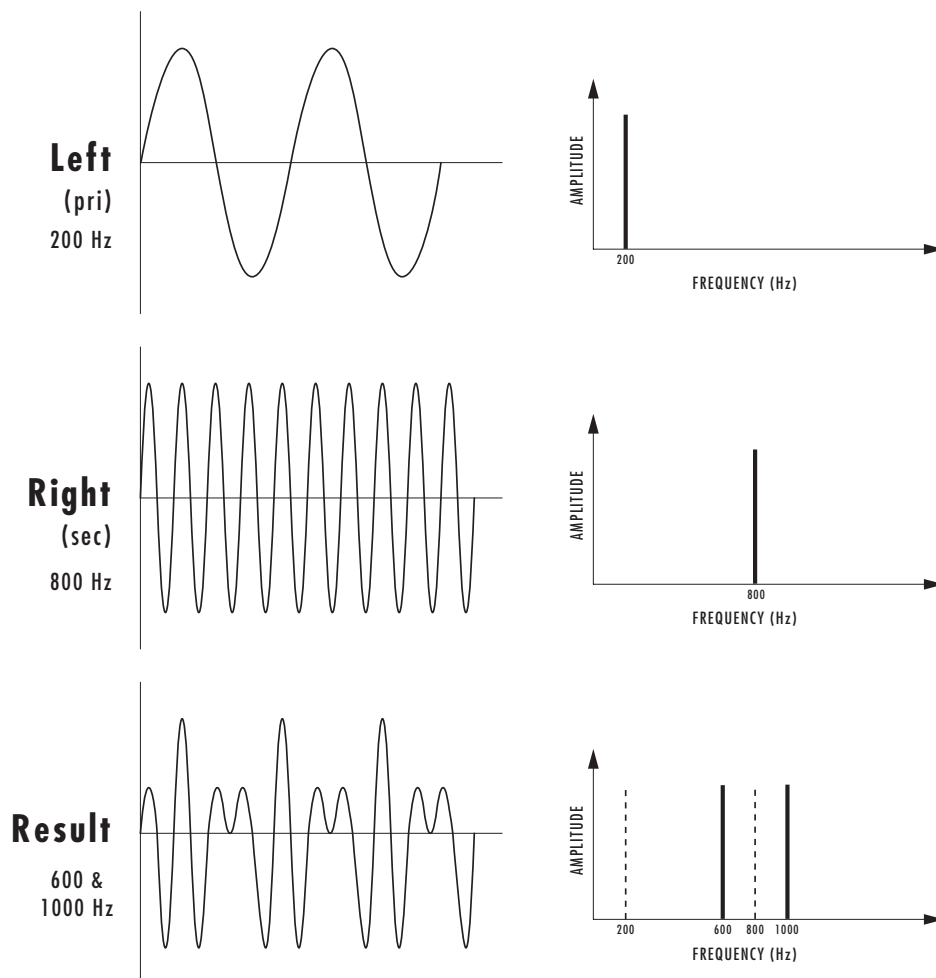 Left
(pri)
200 Hz
AMPLITUDE
200
FREQUENCY (Hz)
Right
(sec)
800 Hz
AMPLITUDE
800
FREQUENCY (Hz)
Result
600 &
1000 Hz
AMPLITUDE
200 600 800 1000
FREQUENCY (Hz)